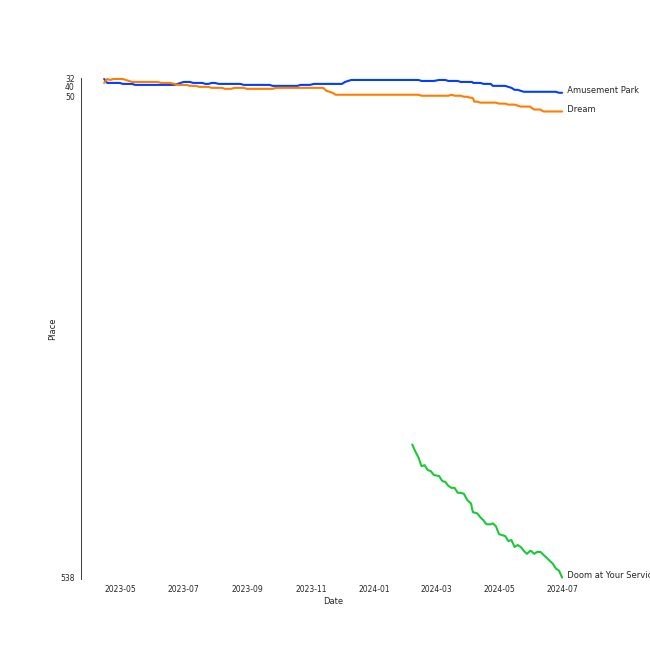 32
40
50
538
Place
Amusement Park
Dream
Doom at Your Servic
2023-05 2023-07 2023-09 2023-11 2024-01 2024-03 2024-05 2024-07
Date